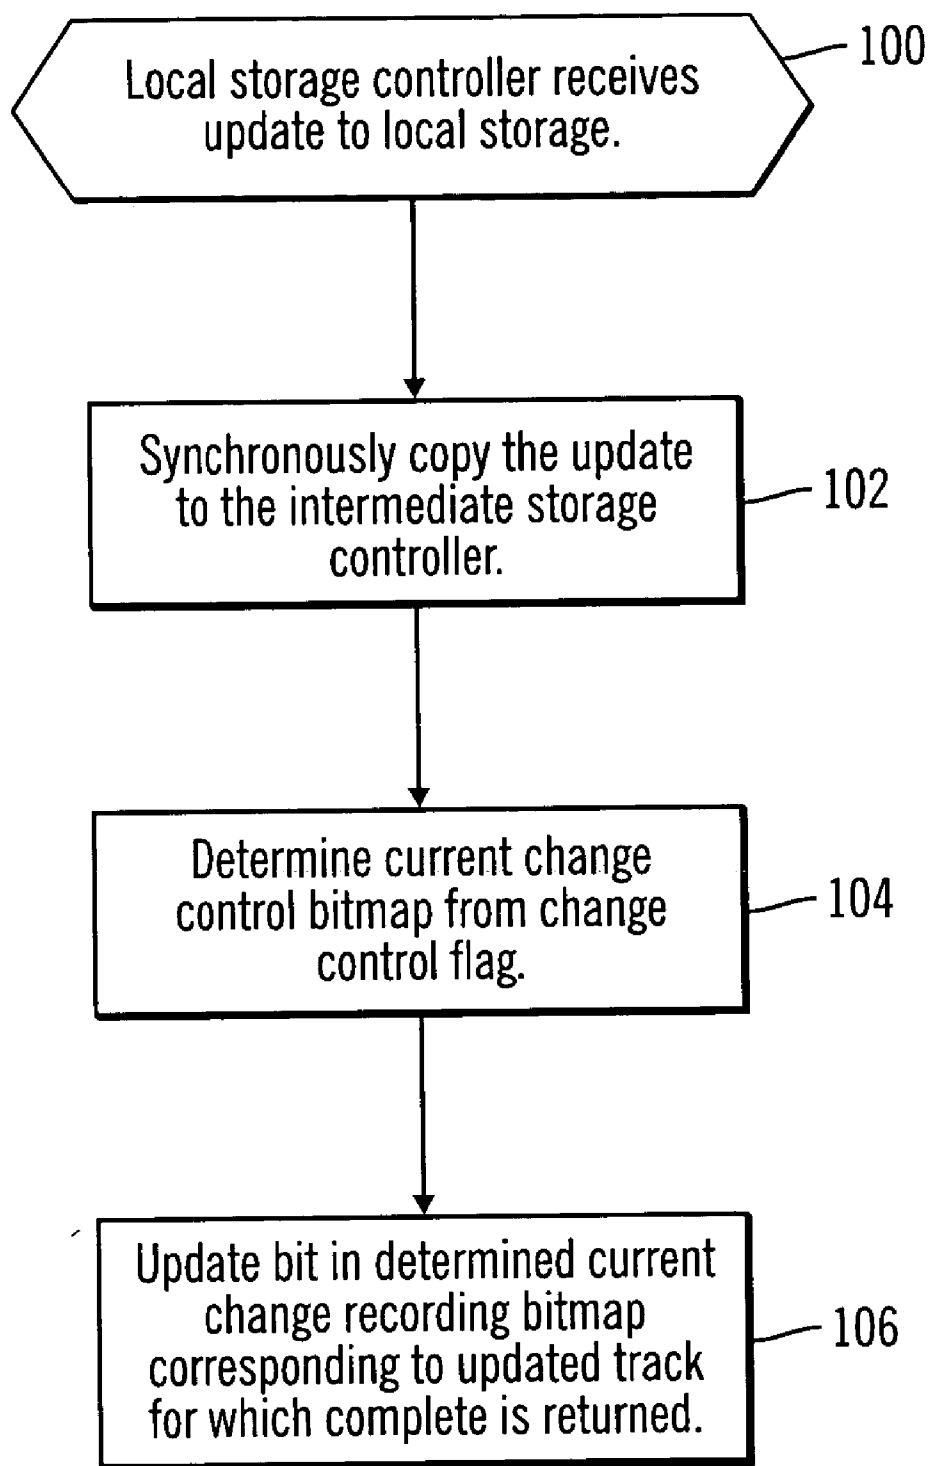 Local storage controller receives
update to local storage.
100
Synchronously copy the update
to the intermediate storage
controller.
102
Determine current change
control bitmap from change
control flag.
104
Update bit in determined current
change recording bitmap
corresponding to updated track
for which complete is returned.
106